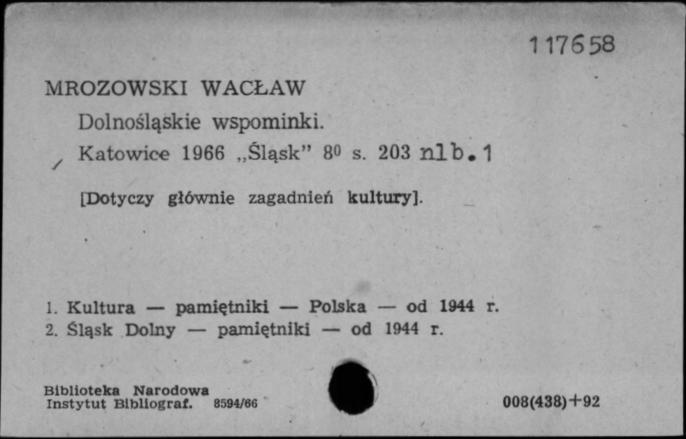 117658
MROZOWSKI WACŁAW
Dolnośląskie wspominki.
Katowice 1966 „Śląsk” 8⁰ s. 203 nlb. 1
[Dotyczy głównie zagadnień kultury].
1. Kultura — pamiętniki — Polska — od 1944 r.
2. Śląsk Dolny — pamiętniki — od 1944 r.
Biblioteka Narodowa
Instytut Bibliograf. 8594/66
008(438)+92